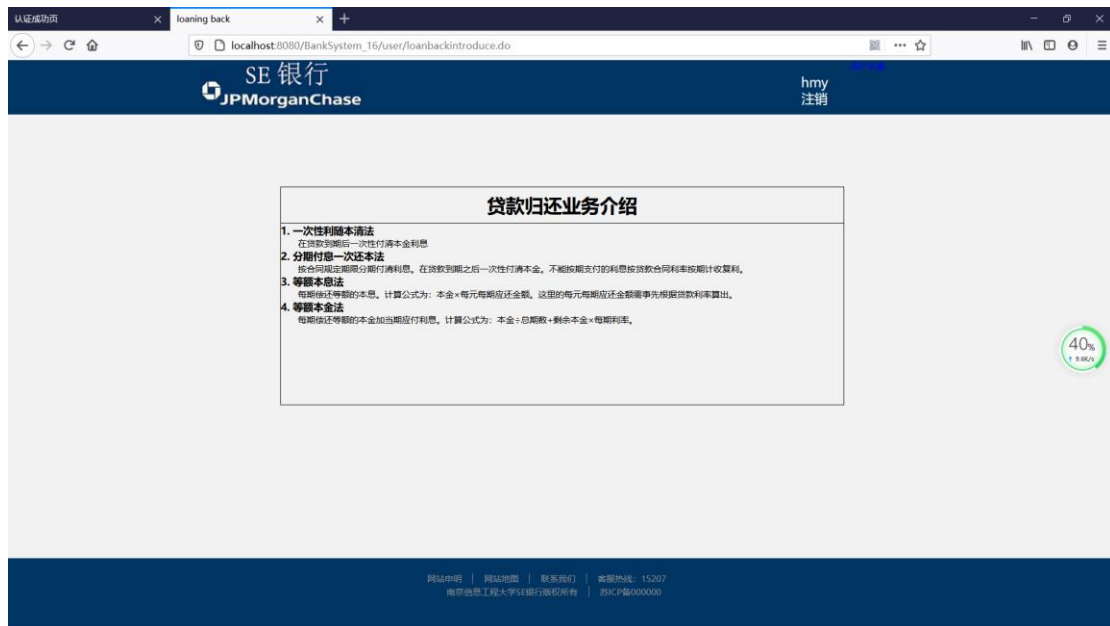 认证成功页
loaning back
localhost:8080/BankSystem_16/user/loanbackintroduce.do
SE 银行
JPMorganChase
hmy
注销
贷款归还业务介绍
1. 一次性利随本清法
在贷款到期后一次性付清本金利息
2. 分期付息一次还本法
按合同规定期限分期付清利息。在贷款到期之后一次性付清本金。不能按期支付的利息按贷款合同利率按期计收复利。
3. 等额本息法
每期偿还等额的本息。计算公式为：本金×每元每期应还金额。这里的每元每期应还金额需事先根据贷款利率算出。
4. 等额本金法
每期偿还等额的本金加当期应付利息。计算公式为：本金÷总期数+剩余本金×每期利率。
40%
↑ 9.6K/s
网站申明 | 网站地图 | 联系我们 | 客服热线：15207
南京信息工程大学SE银行版权所有 | 苏ICP备000000